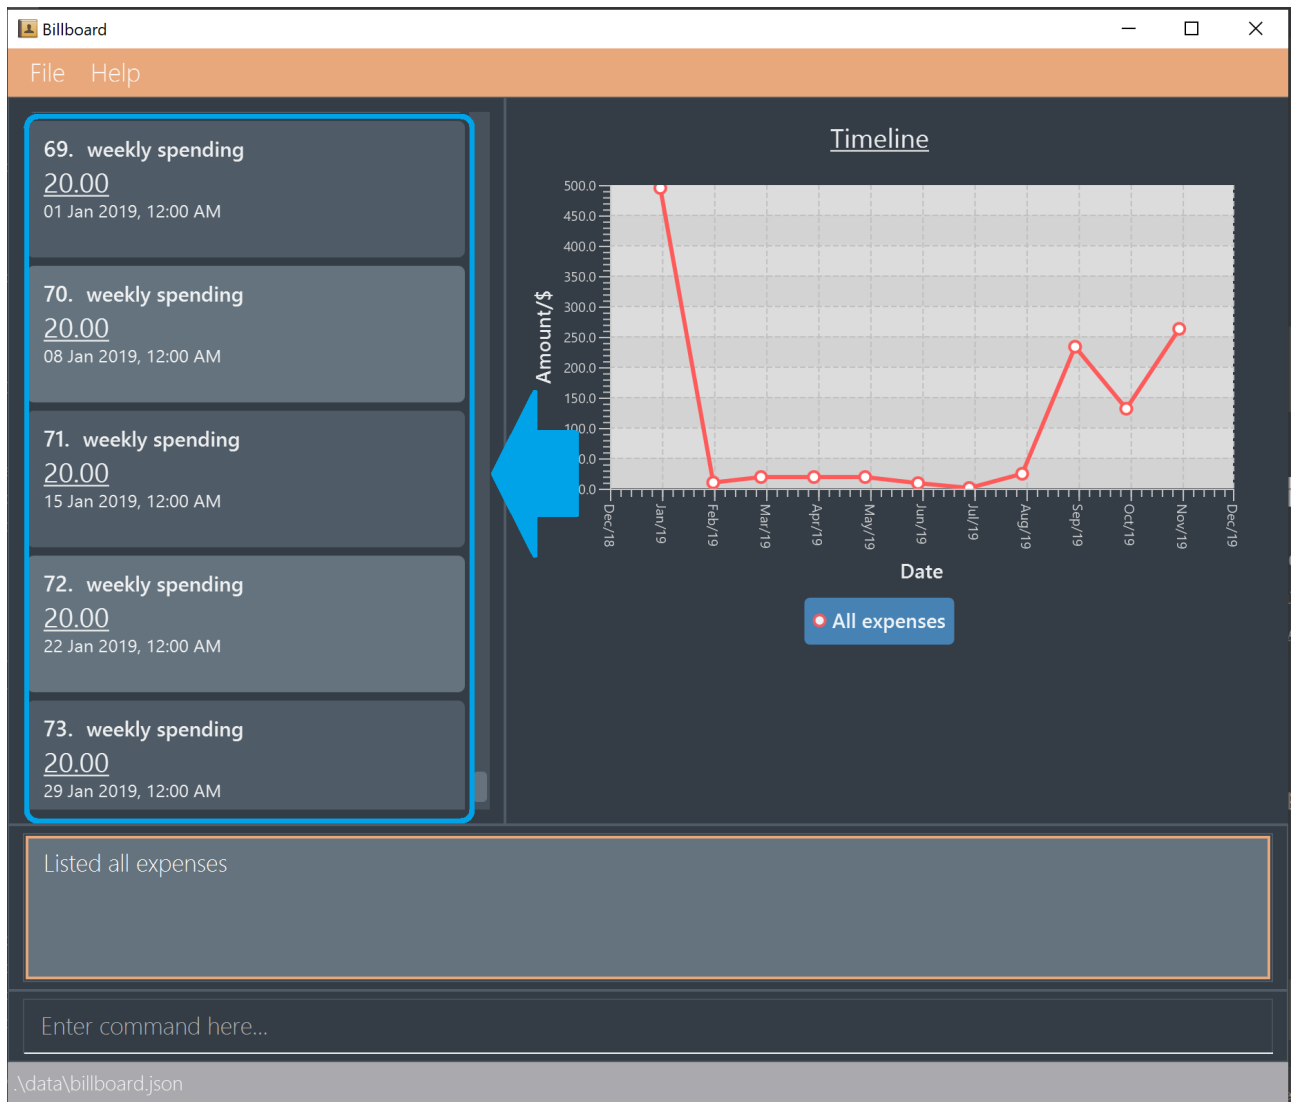 Billboard
File Help
69. weekly spending
20.00
01 Jan 2019, 12:00 AM
70. weekly spending
20.00
08 Jan 2019, 12:00 AM
71. weekly spending
20.00
15 Jan 2019, 12:00 AM
72. weekly spending
20.00
22 Jan 2019, 12:00 AM
73. weekly spending
20.00
29 Jan 2019, 12:00 AM
Timeline
Amount/$
500.0
450.0
400.0
350.0
300.0
250.0
200.0
150.0
100.0
0.0
0.0
Dec/18
Jan/19
Feb/19
Mar/19
Apr/19
May/19
Jun/19
Jul/19
Aug/19
Sep/19
Oct/19
Nov/19
Dec/19
Date
All expenses
Listed all expenses
Enter command here...
.\data\billboard.json